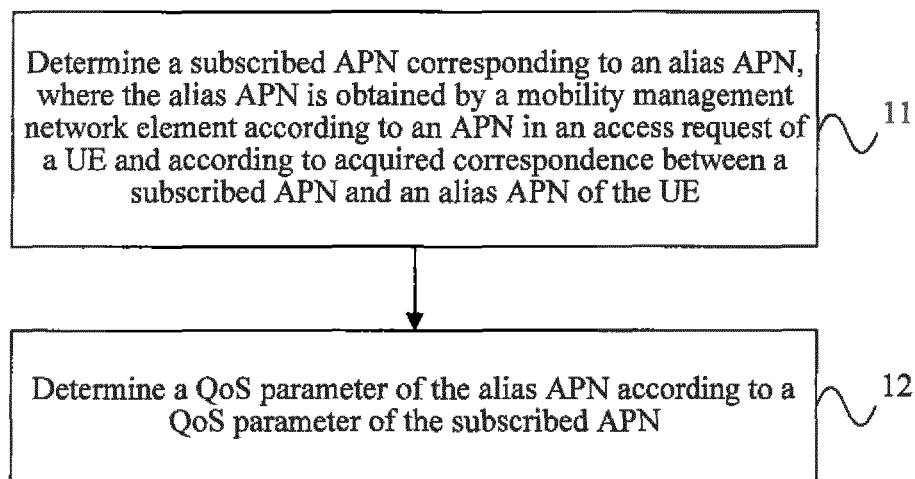 Determine a subscribed APN corresponding to an alias APN,
where the alias APN is obtained by a mobility management
network element according to an APN in an access request of
a UE and according to acquired correspondence between a
subscribed APN and an alias APN of the UE
11
Determine a QoS parameter of the alias APN according to a
QoS parameter of the subscribed APN
12